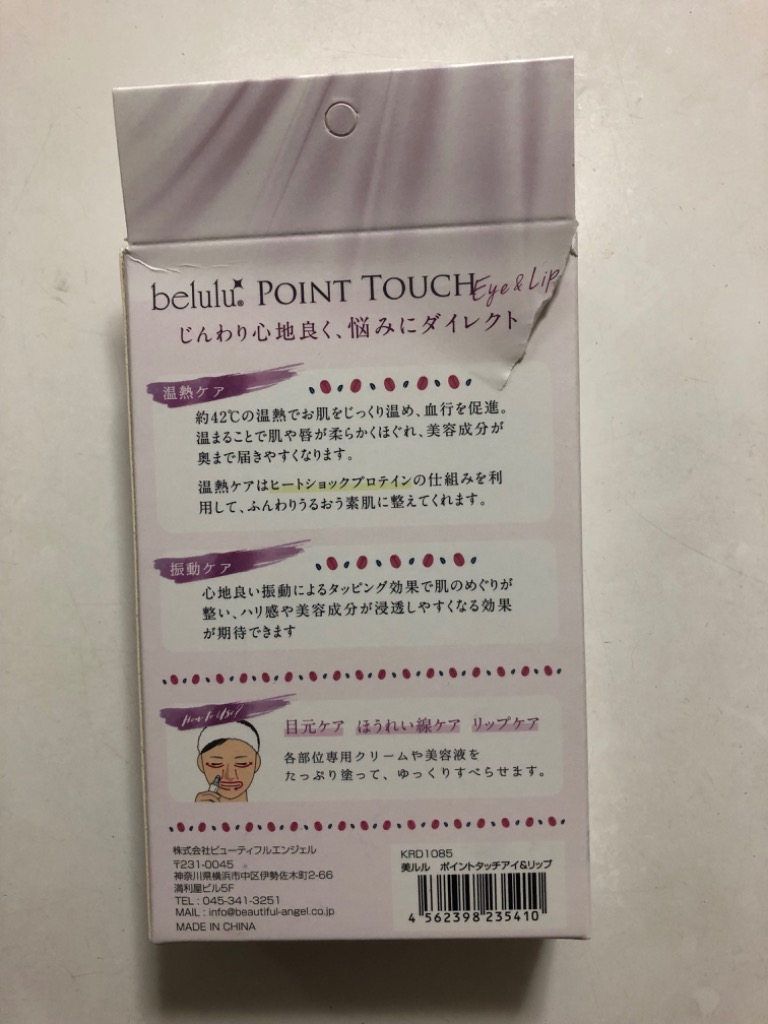 belulu® POINT TOUCH Eye & Lip
じんわり心地良く、悩みにダイレクト
温熱ケア
約42℃の温熱でお肌をじっくり温め、血行を促進。
温まることで肌や唇が柔らかくほぐれ、美容成分が
奥まで届きやすくなります。
温熱ケアはヒートショックプロテインの仕組みを利
用して、ふんわりうるおう素肌に整えてくれます。
振動ケア
心地良い振動によるタッピング効果で肌のめぐりが
整い、ハリ感や美容成分が浸透しやすくなる効果
が期待できます
How to Use?
目元ケア ほうれい線ケア リップケア
各部位専用クリームや美容液を
たっぷり塗って、ゆっくりすべらせます。
株式会社ビューティフルエンジェル
〒231-0045
神奈川県横浜市中区伊勢佐木町2-66
満利屋ビル5F
TEL : 045-341-3251
MAIL : info@beautiful-angel.co.jp
MADE IN CHINA
KRD1085
美ルル ポイントタッチアイ&リップ
4 562398 235410